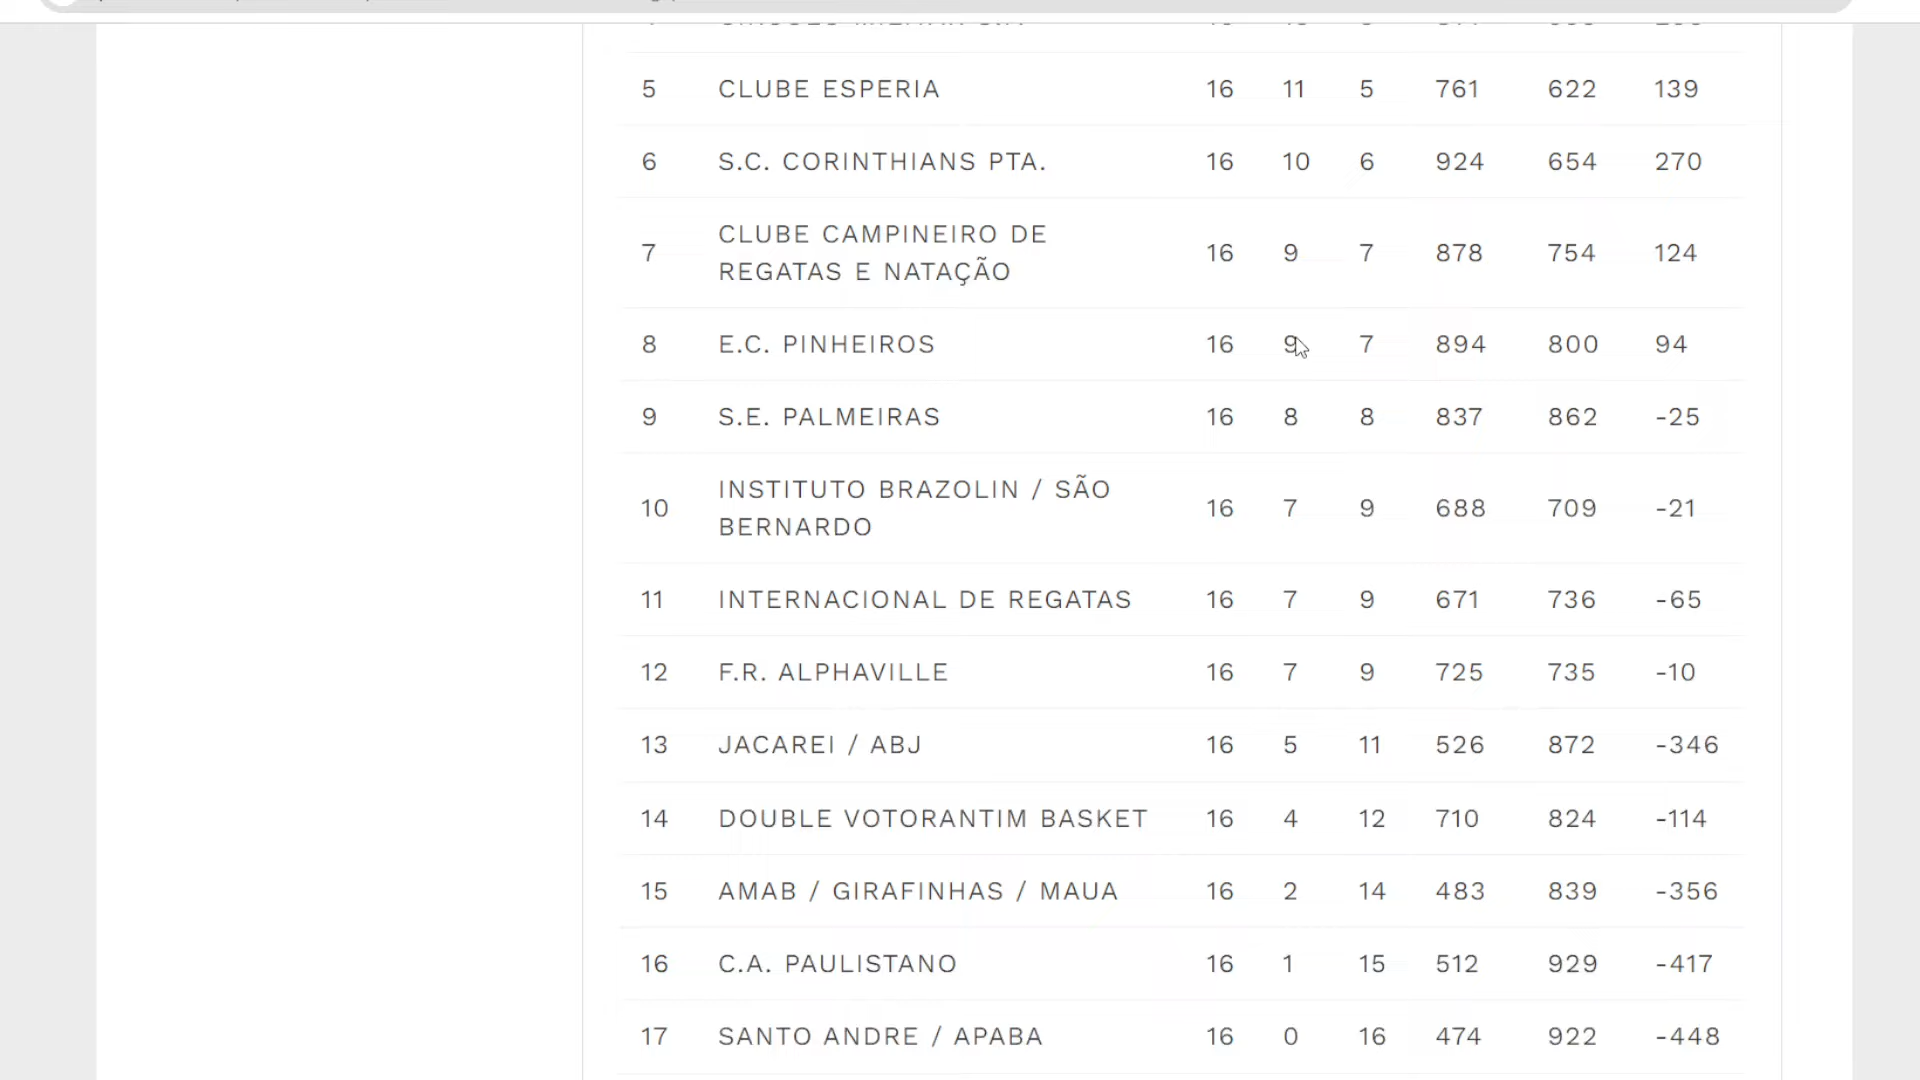 5 CLUBE ESPERIA 16 11 5 761 622 139
6 S.C. CORINTHIANS PTA. 16 10 6 924 654 270
CLUBE CAMPINEIRO DE
7 REGATAS E NATAÇÃO 16 9 7 878 754 124
8 E.C. PINHEIROS 16 9 7 894 800 94
9 S.E. PALMEIRAS 16 8 8 837 862 -25
INSTITUTO BRAZOLIN / SÃO
10 BERNARDO 16 7 9 688 709 -21
11 INTERNACIONAL DE REGATAS 16 7 9 671 736 -65
12 F.R. ALPHAVILLE 16 7 9 725 735 -10
13 JACAREI / ABJ 16 5 11 526 872 -346
14 DOUBLE VOTORANTIM BASKET 16 4 12 710 824 -114
15 AMAB / GIRAFINHAS / MAUA 16 2 14 483 839 -356
16 C.A. PAULISTANO 16 1 15 512 929 -417
17 SANTO ANDRE / APABA 16 0 16 474 922 -448